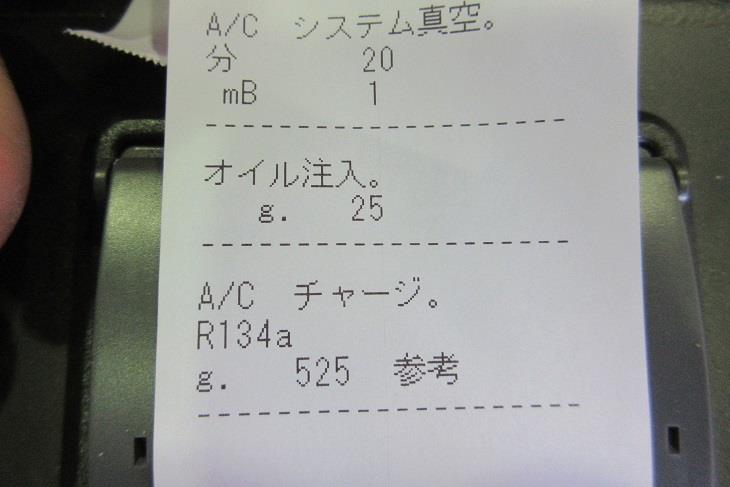 A/C システム真空。
分 20
mB 1
--------------------
オイル注入。
g. 25
--------------------
A/C チャージ。
R134a
g. 525 参考
---------------------